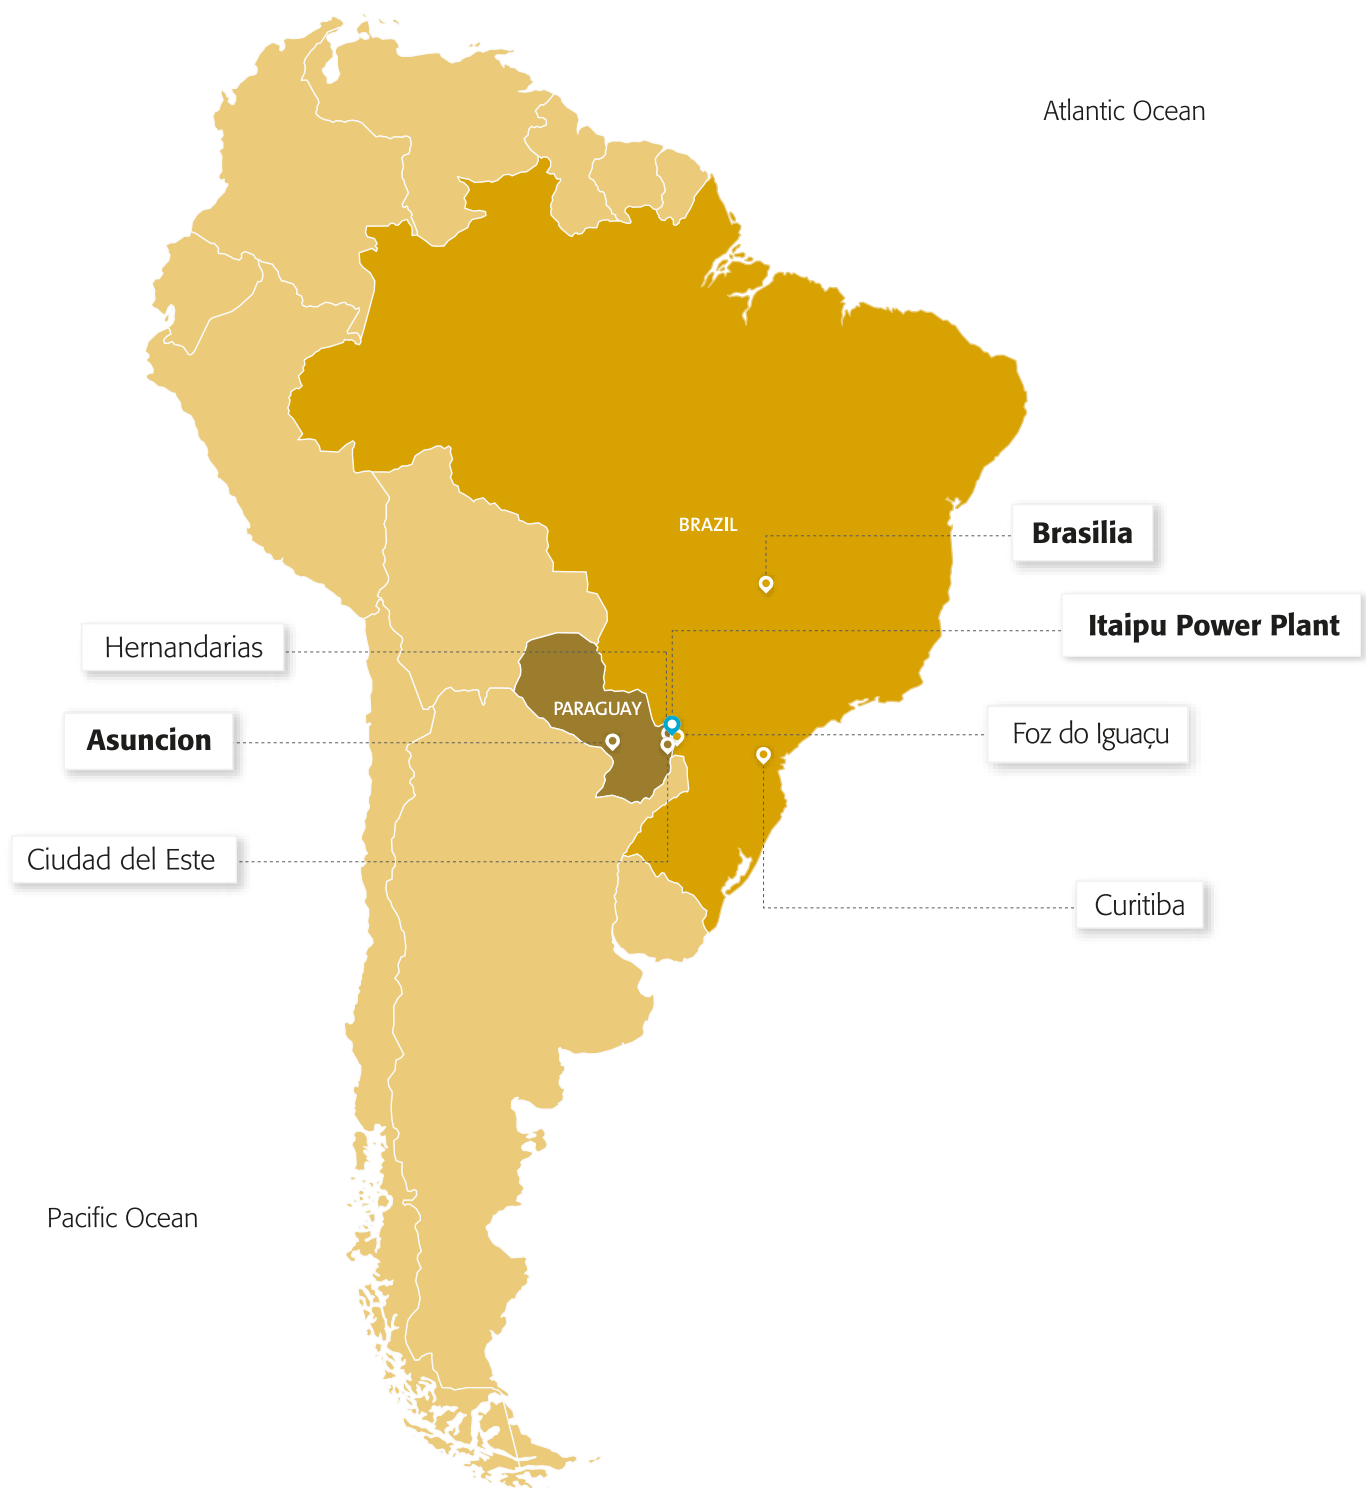 Atlantic Ocean
BRAZIL
Brasilia
Itaipu Power Plant
Hernandarias
PARAGUAY
Foz do Iguaçu
Asuncion
Ciudad del Este
Curitiba
Pacific Ocean